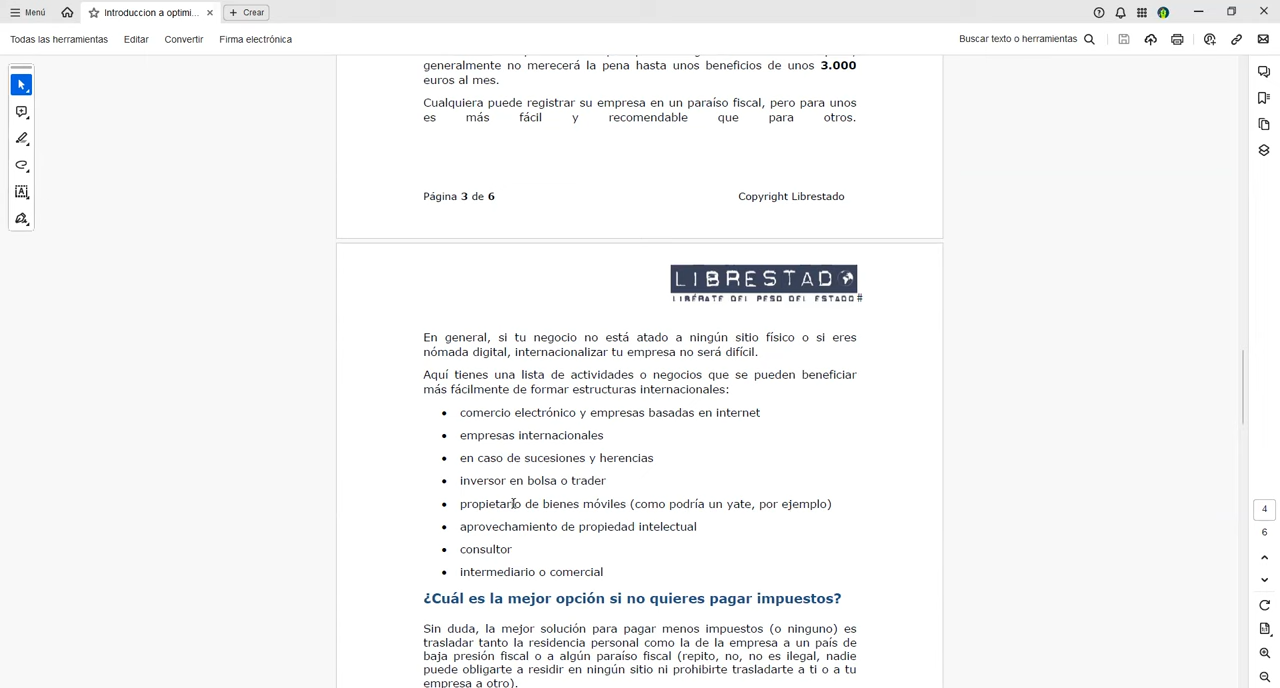 Menú
Introduccion a optimi...
Crear
Todas las herramientas Editar Convertir Firma electrónica
Buscar texto o herramientas
generalmente no merecerá la pena hasta unos beneficios de unos 3.000
euros al mes.
Cualquiera puede registrar su empresa en un paraíso fiscal, pero para unos
es más fácil y recomendable que para otros.
Página 3 de 6
Copyright Librestado
LIBRESTADO
LIBÉRATE DEL PESO DEL ESTADO#
En general, si tu negocio no está atado a ningún sitio físico o si eres
nómada digital, internacionalizar tu empresa no será difícil.
Aquí tienes una lista de actividades o negocios que se pueden beneficiar
más fácilmente de formar estructuras internacionales:
• comercio electrónico y empresas basadas en internet
• empresas internacionales
• en caso de sucesiones y herencias
• inversor en bolsa o trader
• propietario de bienes móviles (como podría un yate, por ejemplo)
• aprovechamiento de propiedad intelectual
• consultor
• intermediario o comercial
¿Cuál es la mejor opción si no quieres pagar impuestos?
Sin duda, la mejor solución para pagar menos impuestos (o ninguno) es
trasladar tanto la residencia personal como la de la empresa a un país de
baja presión fiscal o a algún paraíso fiscal (repito, no, no es ilegal, nadie
puede obligarte a residir en ningún sitio ni prohibirte trasladarte a ti o a tu
empresa a otro).
4
6